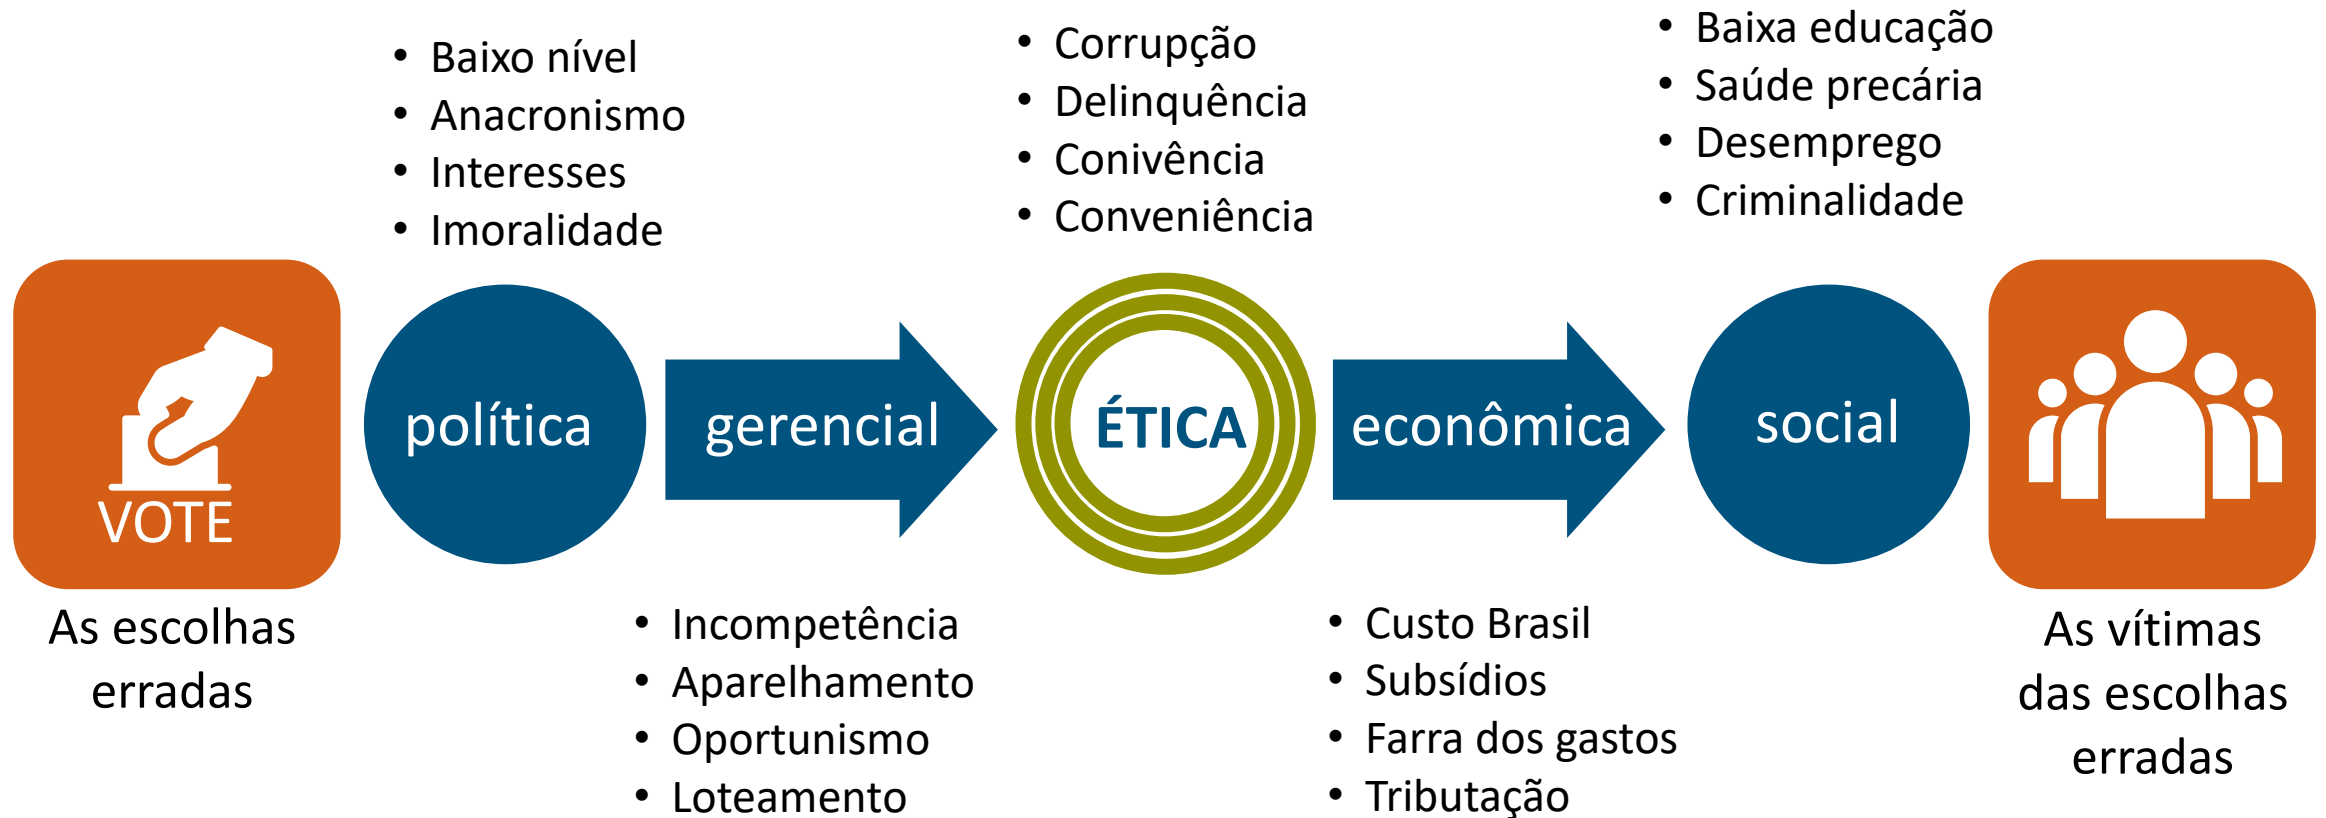 • Baixo nível
• Anacronismo
• Interesses
• Imoralidade
• Corrupção
• Delinquência
• Conivência
• Conveniência
• Baixa educação
• Saúde precária
• Desemprego
• Criminalidade
VOTE
política
gerencial
ÉTICA
econômica
social
As escolhas
erradas
• Incompetência
• Aparelhamento
• Oportunismo
• Loteamento
• Custo Brasil
• Subsídios
• Farra dos gastos
• Tributação
As vítimas
das escolhas
erradas